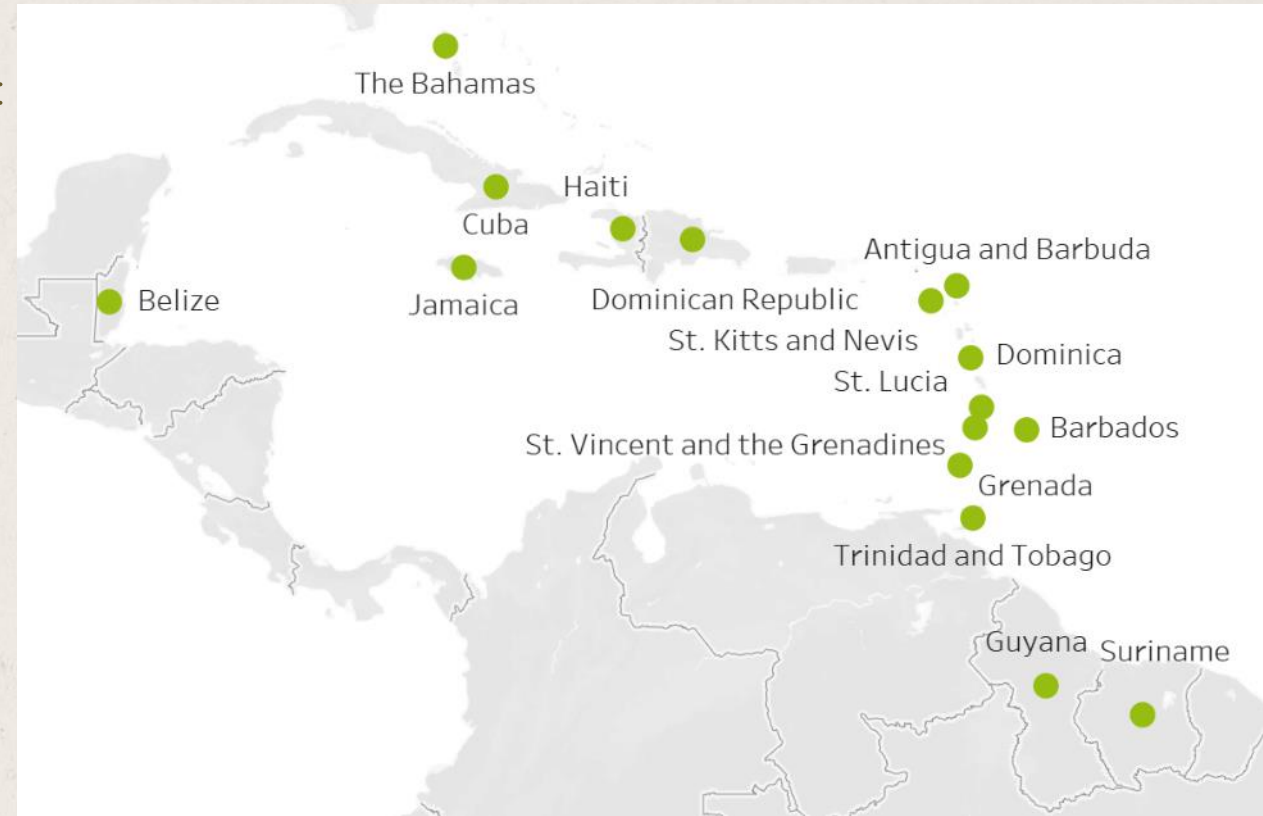 :
The Bahamas
Haiti
Cuba
Antigua and Barbuda
Belize
Jamaica
Dominican Republic
St. Kitts and Nevis
Dominica
St. Lucia
Barbados
St. Vincent and the Grenadines
Grenada
Trinidad and Tobago
Guyana
Suriname